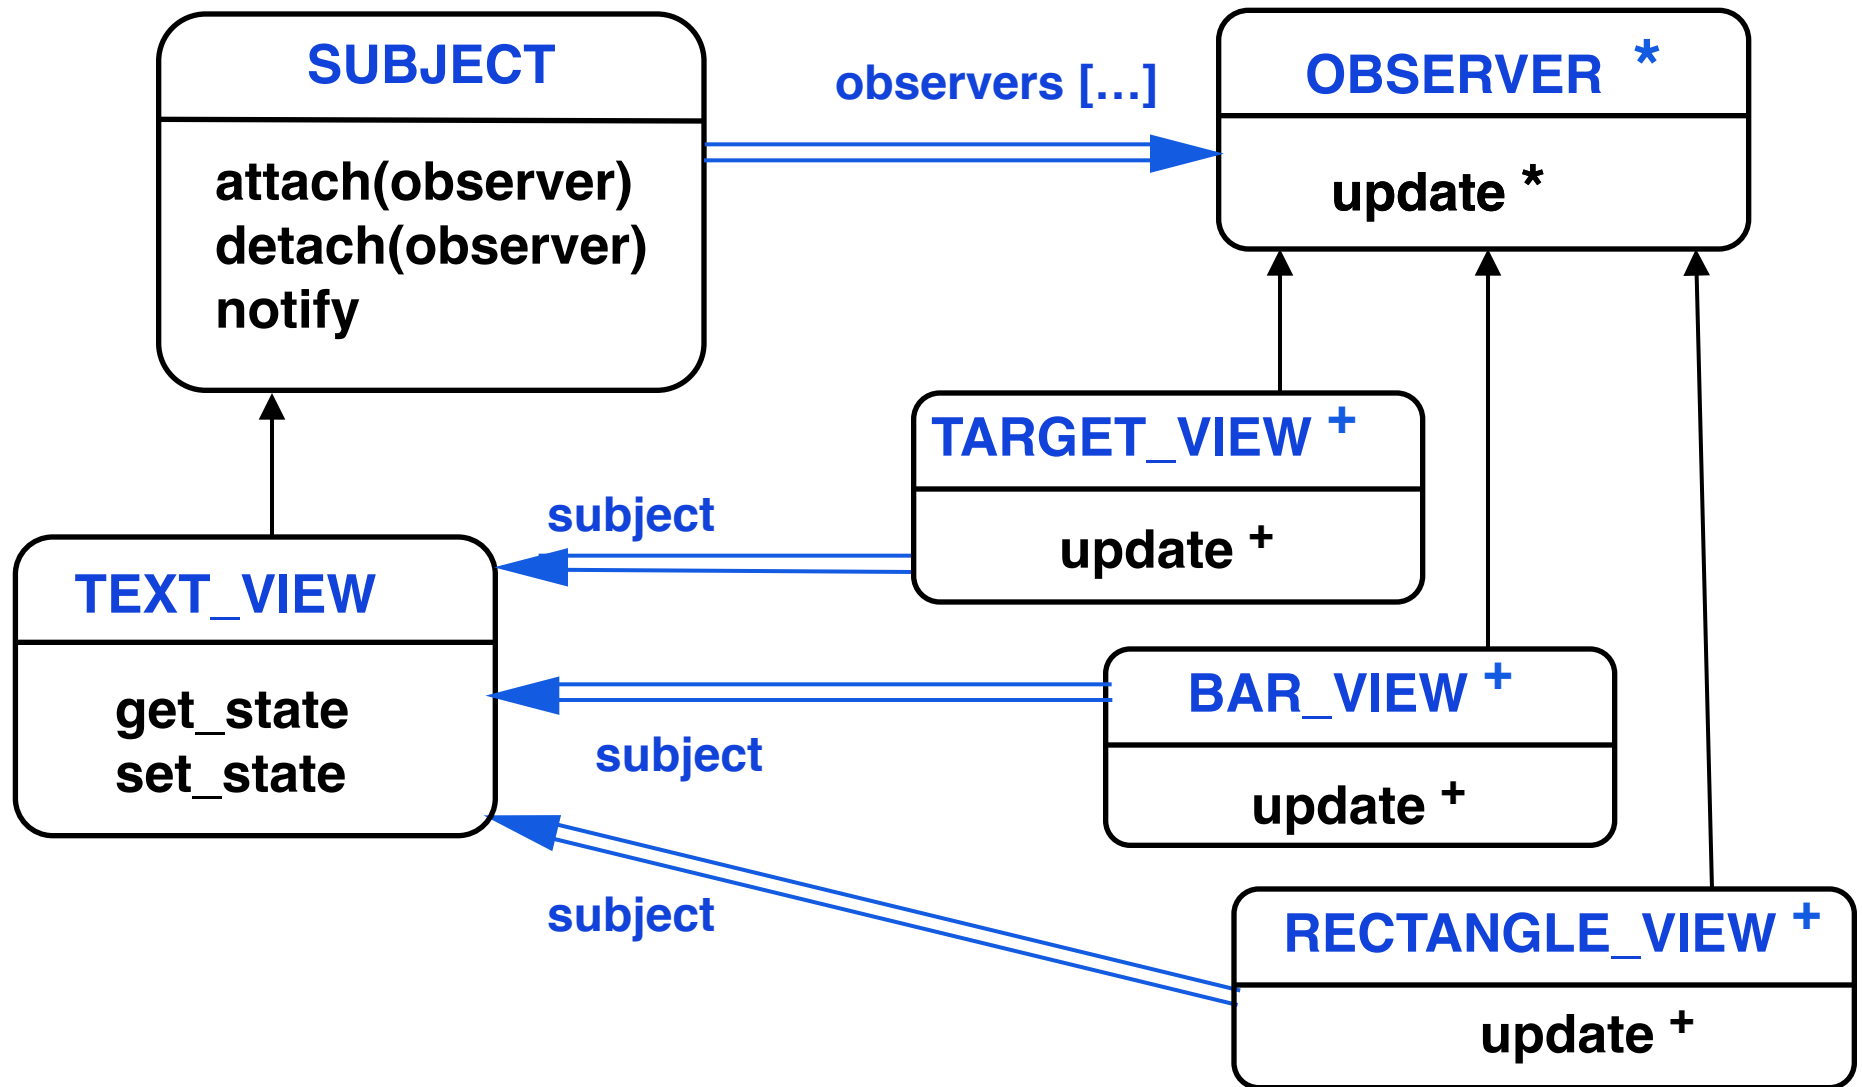 SUBJECT
attach(observer)
detach(observer)
notify
observers […]
OBSERVER *
update *
TARGET_VIEW +
update +
subject
TEXT_VIEW
get_state
set_state
BAR_VIEW +
update +
subject
RECTANGLE_VIEW +
update +
subject